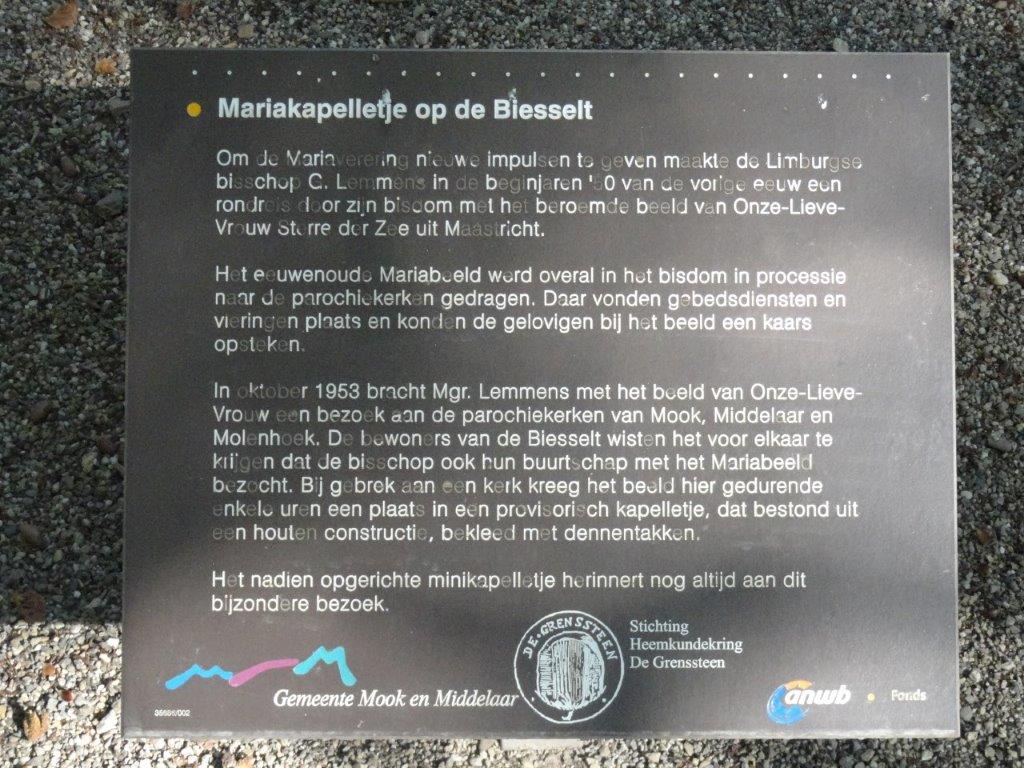 Mariakapelletje op de Biesselt
Om de Mariaverering nieuwe impulsen te geven maakte de Limburgse
bisschop G. Lemmens in de beginjaren '50 van de vorige eeuw een
rondreis door zijn bisdom met het beroemde beeld van Onze-Lieve-
Vrouw Sterre der Zee uit Maastricht.
Het eeuwenoude Mariabeeld werd overal in het bisdom in processie
naar de parochiekerken gedragen. Daar vonden gebedsdiensten en
vieringen plaats en konden de gelovigen bij het beeld een kaars
opsteken.
In oktober 1953 bracht Mgr. Lemmens met het beeld van Onze-Lieve-
Vrouw een bezoek aan de parochiekerken van Mook, Middelaar en
Molenhoek. De bewoners van de Biesselt wisten het voor elkaar te
krijgen dat de bisschop ook hun buurtschap met het Mariabeeld
bezocht. Bij gebrek aan een kerk kreeg het beeld hier gedurende
enkele uren een plaats in een provisorisch kapelletje, dat bestond uit
een houten constructie, bekleed met dennentakken.
Het nadien opgerichte minikapelletje herinnert nog altijd aan dit
bijzondere bezoek.
Gemeente Mook en Middelaar
DE GRENSSTEEN
Stichting
Heemkundekring
De Grenssteen
anwb • Fonds
35686/002